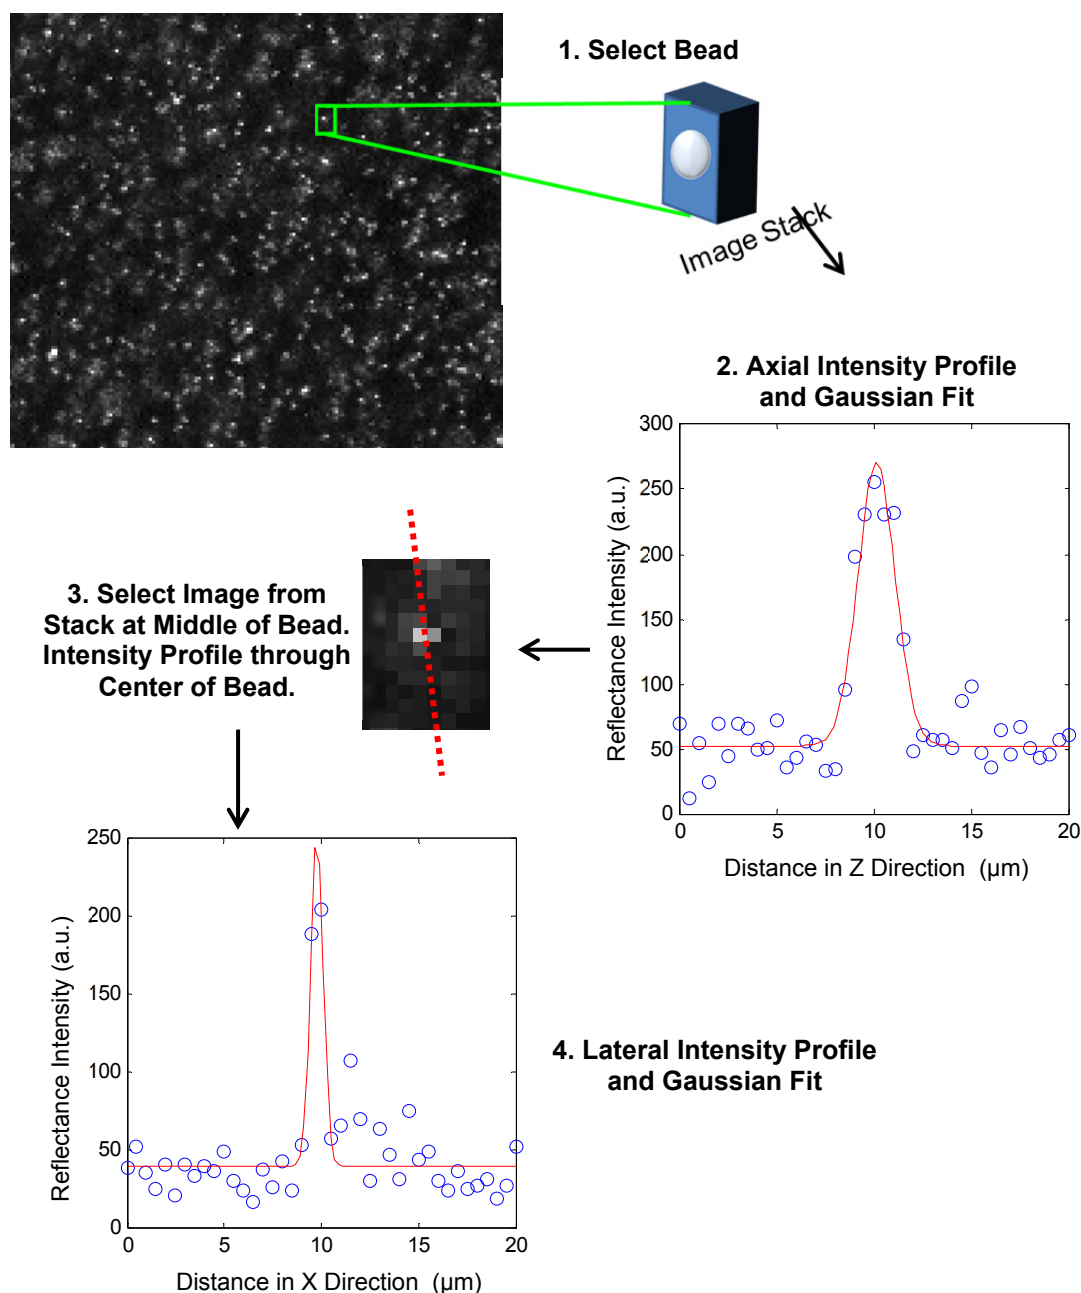 1. Select Bead
Image Stack
2. Axial Intensity Profile
and Gaussian Fit
300
250
200
150
100
50
0
Reflectance Intensity (a.u.)
0 5 10 15 20
Distance in Z Direction (µm)
3. Select Image from
Stack at Middle of Bead.
Intensity Profile through
Center of Bead.
250
200
150
100
50
0
Reflectance Intensity (a.u.)
0 5 10 15 20
Distance in X Direction (µm)
4. Lateral Intensity Profile
and Gaussian Fit